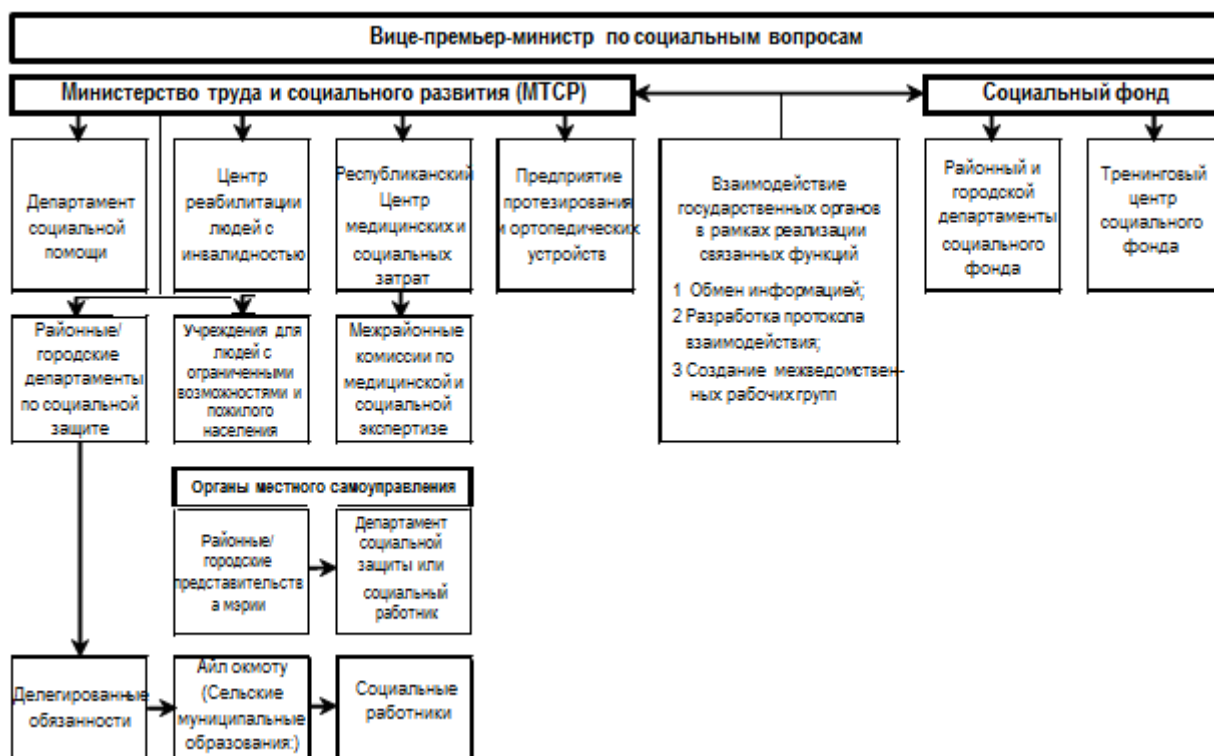 Вице-премьер-министр по социальным вопросам
Министерство труда и социального развития (МТСР)
Социальный фонд
Департамент
социальной
помощи
Центр
реабилитации
людей с
инвалидностью
Республиканский
Центр
медицинских и
социальных
затрат
Предприятие
протезирования
и ортопедических
устройств
Взаимодействие
государственных органов
в рамках реализации
связанных функций
1 Обмен информацией;
2 Разработка протокола
взаимодействия;
3 Создание межведомствен-
ных рабочих групп
Районный и
городской
департаменты
социального
фонда
Тренинговый
центр
социального
фонда
Районные/
городские
департаменты
по социальной
защите
Учреждения для
людей с
ограниченными
возможностями и
пожилого
населения
Межрайонные
комиссии по
медицинской и
социальной
экспертизе
Органы местного самоуправления
Районные/
городские
представительств
а мэрии
Департамент
социальной
защиты или
социальный
работник
Делегированные
обязанности
Айл окмоту
(Сельские
муниципальные
образования:)
Социальные
работники